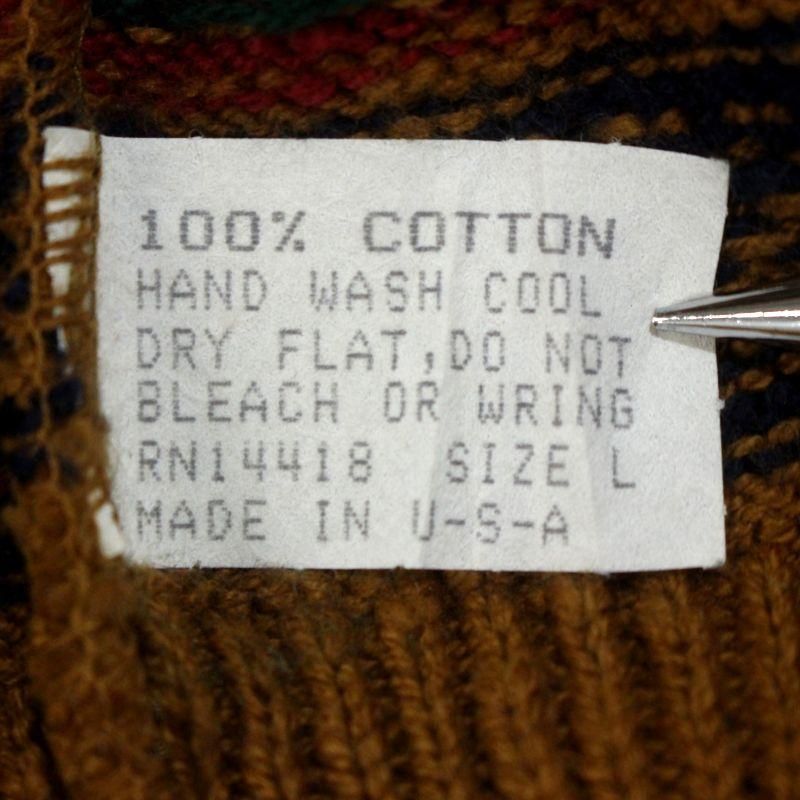 100% COTTON
HAND WASH COOL
DRY FLAT,DO NOT
BLEACH OR WRING
RN14418 SIZE L
MADE IN U-S-A